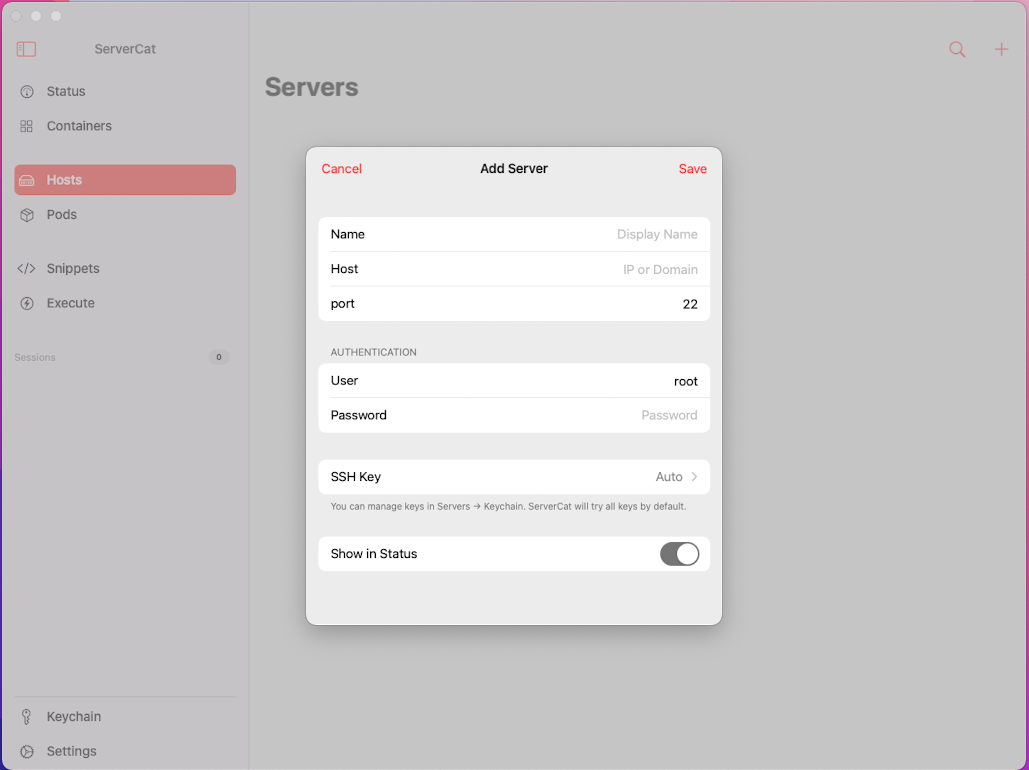 ServerCat
Status
Containers
Hosts
Pods
Snippets
Execute
Sessions 0
Keychain
Settings
Servers
Cancel Add Server Save
Name Display Name
Host IP or Domain
port 22
AUTHENTICATION
User root
Password Password
SSH Key Auto
You can manage keys in Servers → Keychain. ServerCat will try all keys by default.
Show in Status